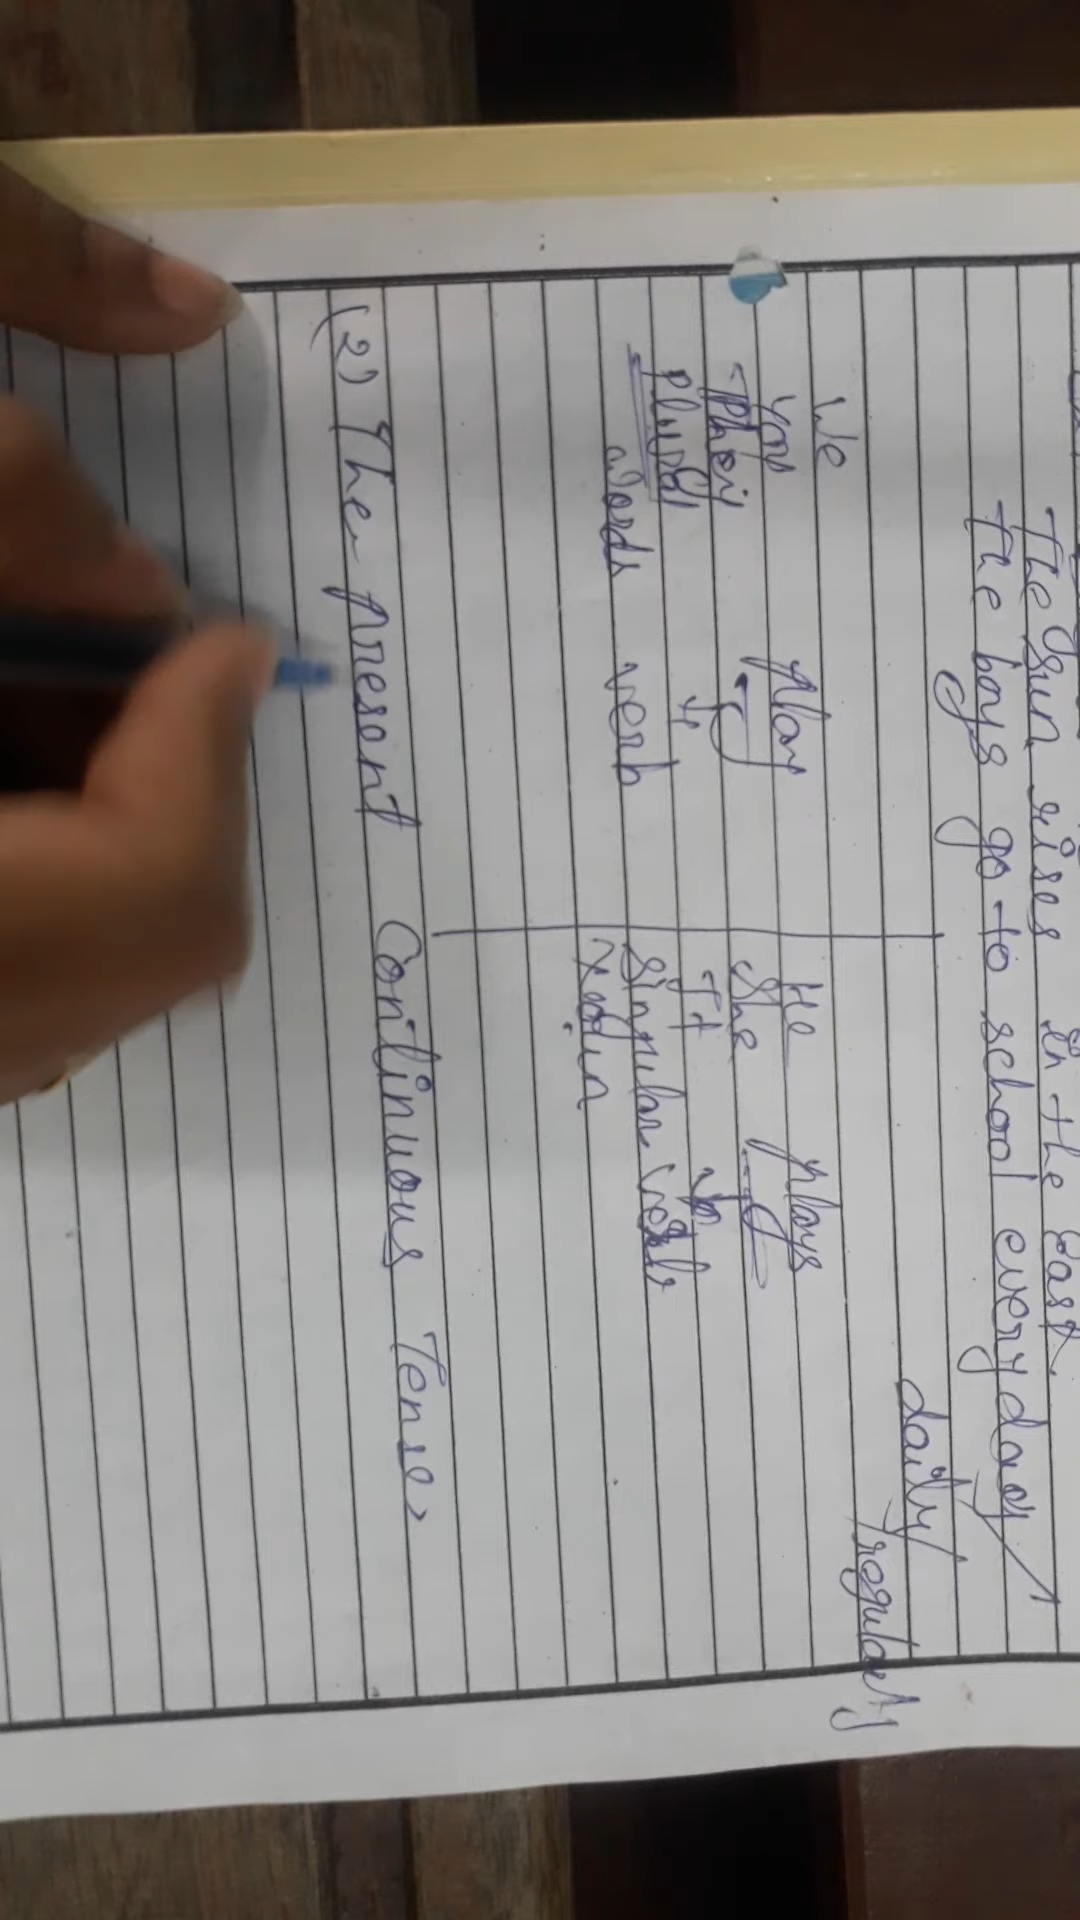 The Sun rises in the East.
The boys go to school everyday
daily/
regularly
We
You play
They
plural
words verb
He plays
She
It
Singular verb
(2) The Present Continuous Tense